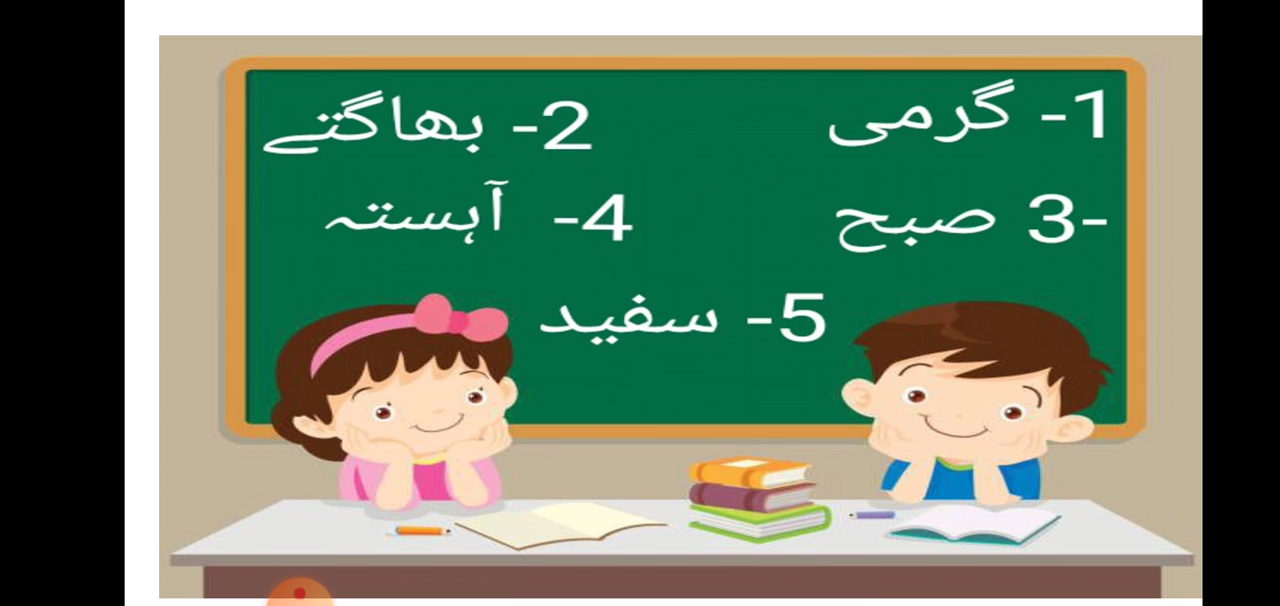 1- گرمی 2- بھاگتے
3- صبح 4- آہستہ
5- سفید